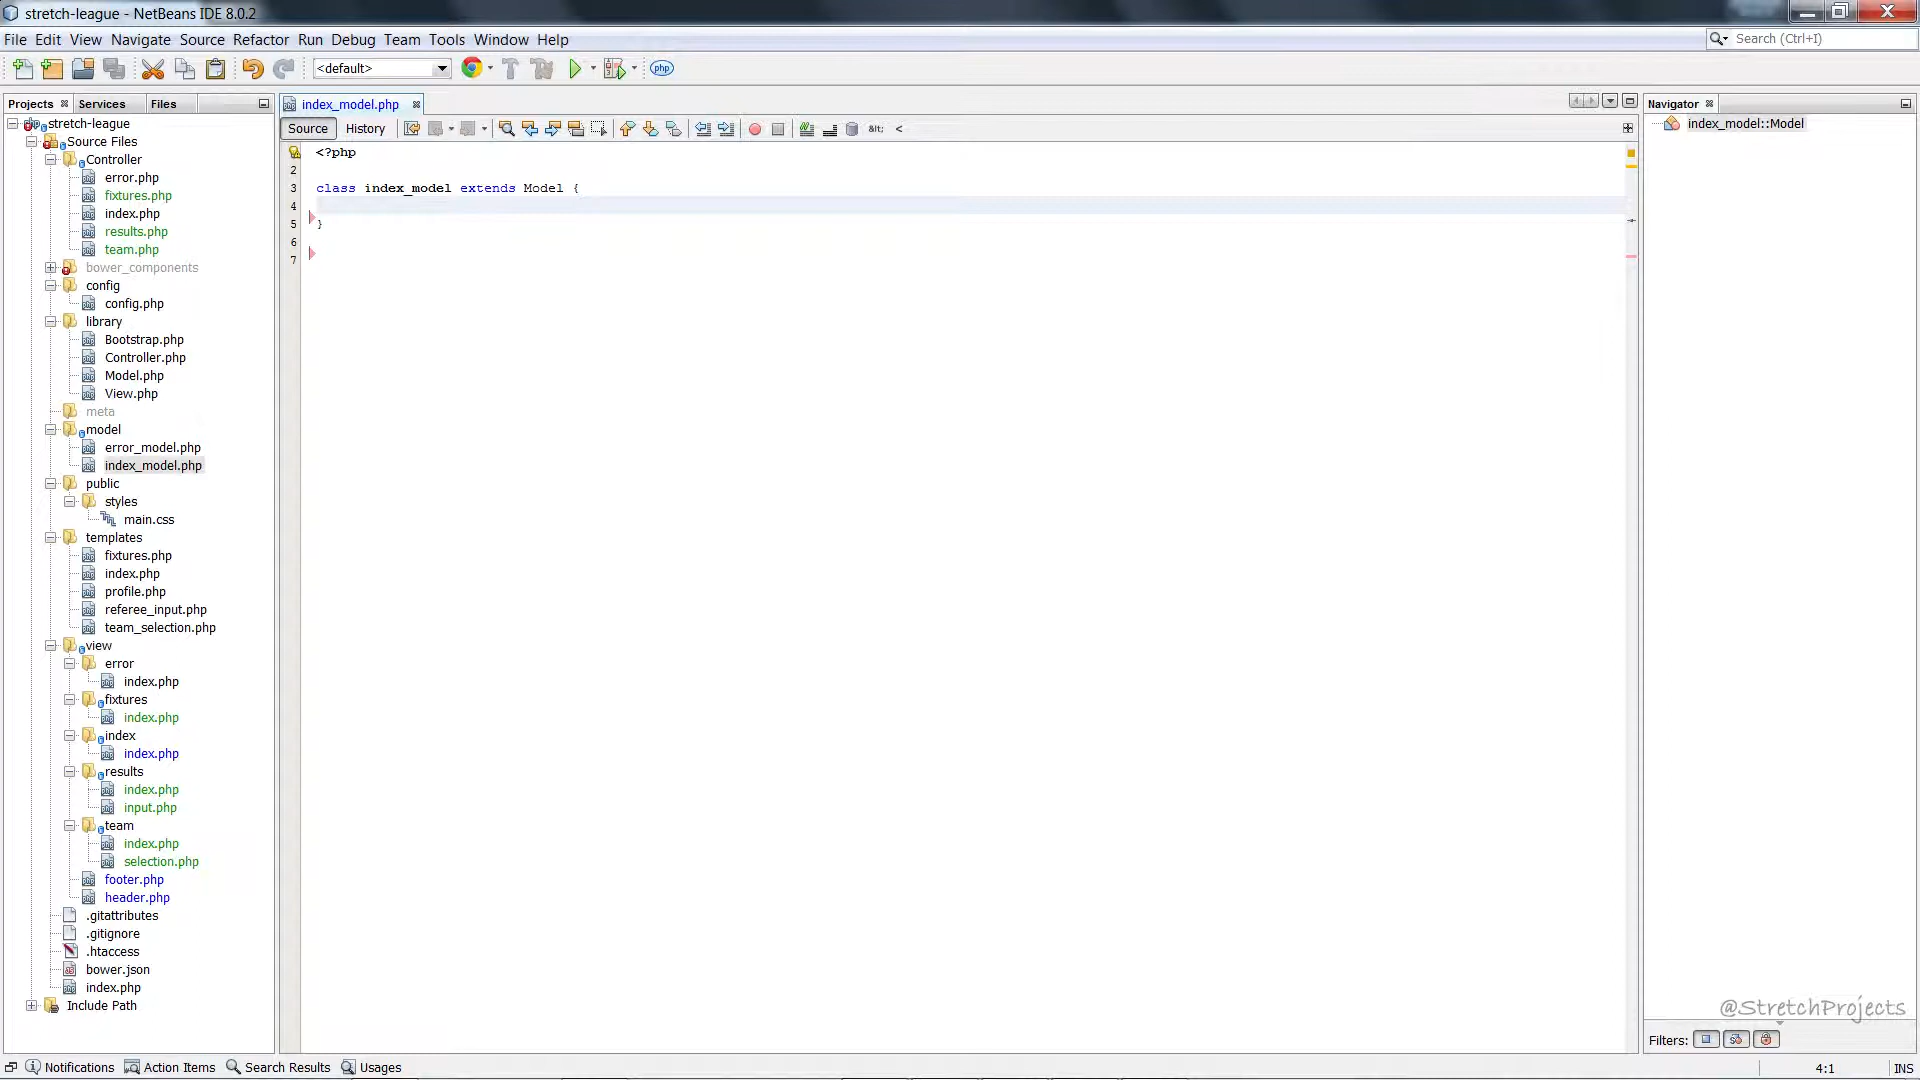 stretch-league - NetBeans IDE 8.0.2
File Edit View Navigate Source Refactor Run Debug Team Tools Window Help
Search (Ctrl+I)
<default>
php
Projects Services Files
index_model.php
Navigator
Source History
&lt; <
index_model::Model
stretch-league
Source Files
Controller
error.php
fixtures.php
index.php
results.php
team.php
bower_components
config
config.php
library
Bootstrap.php
Controller.php
Model.php
View.php
meta
model
error_model.php
index_model.php
public
styles
main.css
templates
fixtures.php
index.php
profile.php
referee_input.php
team_selection.php
view
error
index.php
fixtures
index.php
index
index.php
results
index.php
input.php
team
index.php
selection.php
footer.php
header.php
.gitattributes
.gitignore
.htaccess
bower.json
index.php
Include Path
<?php
2
3 class index_model extends Model {
4
5 }
6
7
@StretchProjects
Filters:
Notifications Action Items Search Results Usages
4:1 INS